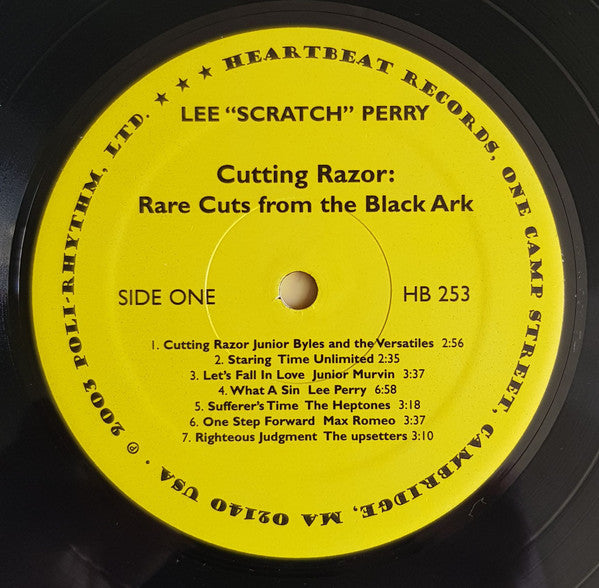 ★ ★ ★ HEARTBEAT RECORDS, ONE CAMP STREET, CAMBRIDGE, MA 02140 USA · ℗ 2003 POLI-RHYTHM, LTD.
LEE “SCRATCH” PERRY
Cutting Razor:
Rare Cuts from the Black Ark
SIDE ONE
HB 253
1. Cutting Razor Junior Byles and the Versatiles 2:56
2. Staring Time Unlimited 2:35
3. Let's Fall In Love Junior Murvin 3:37
4. What A Sin Lee Perry 6:58
5. Sufferer's Time The Heptones 3:18
6. One Step Forward Max Romeo 3:37
7. Righteous Judgment The upsetters 3:10